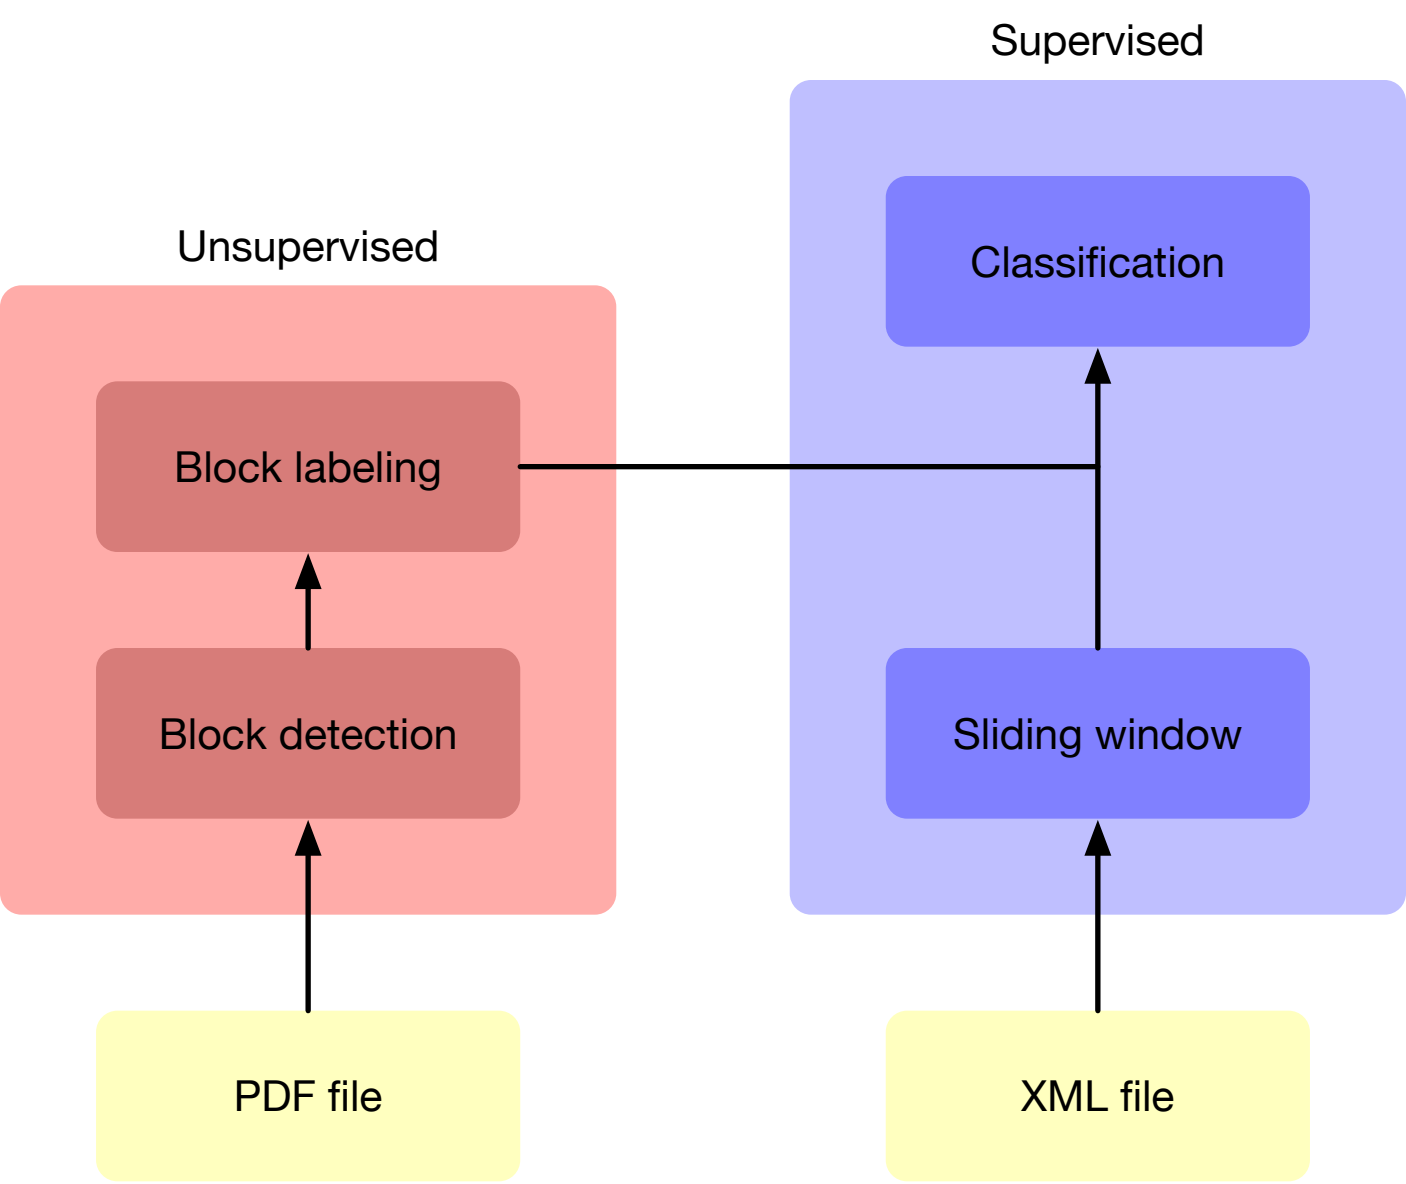 Supervised
Classification
Unsupervised
Block labeling
Block detection
Sliding window
PDF file
XML file